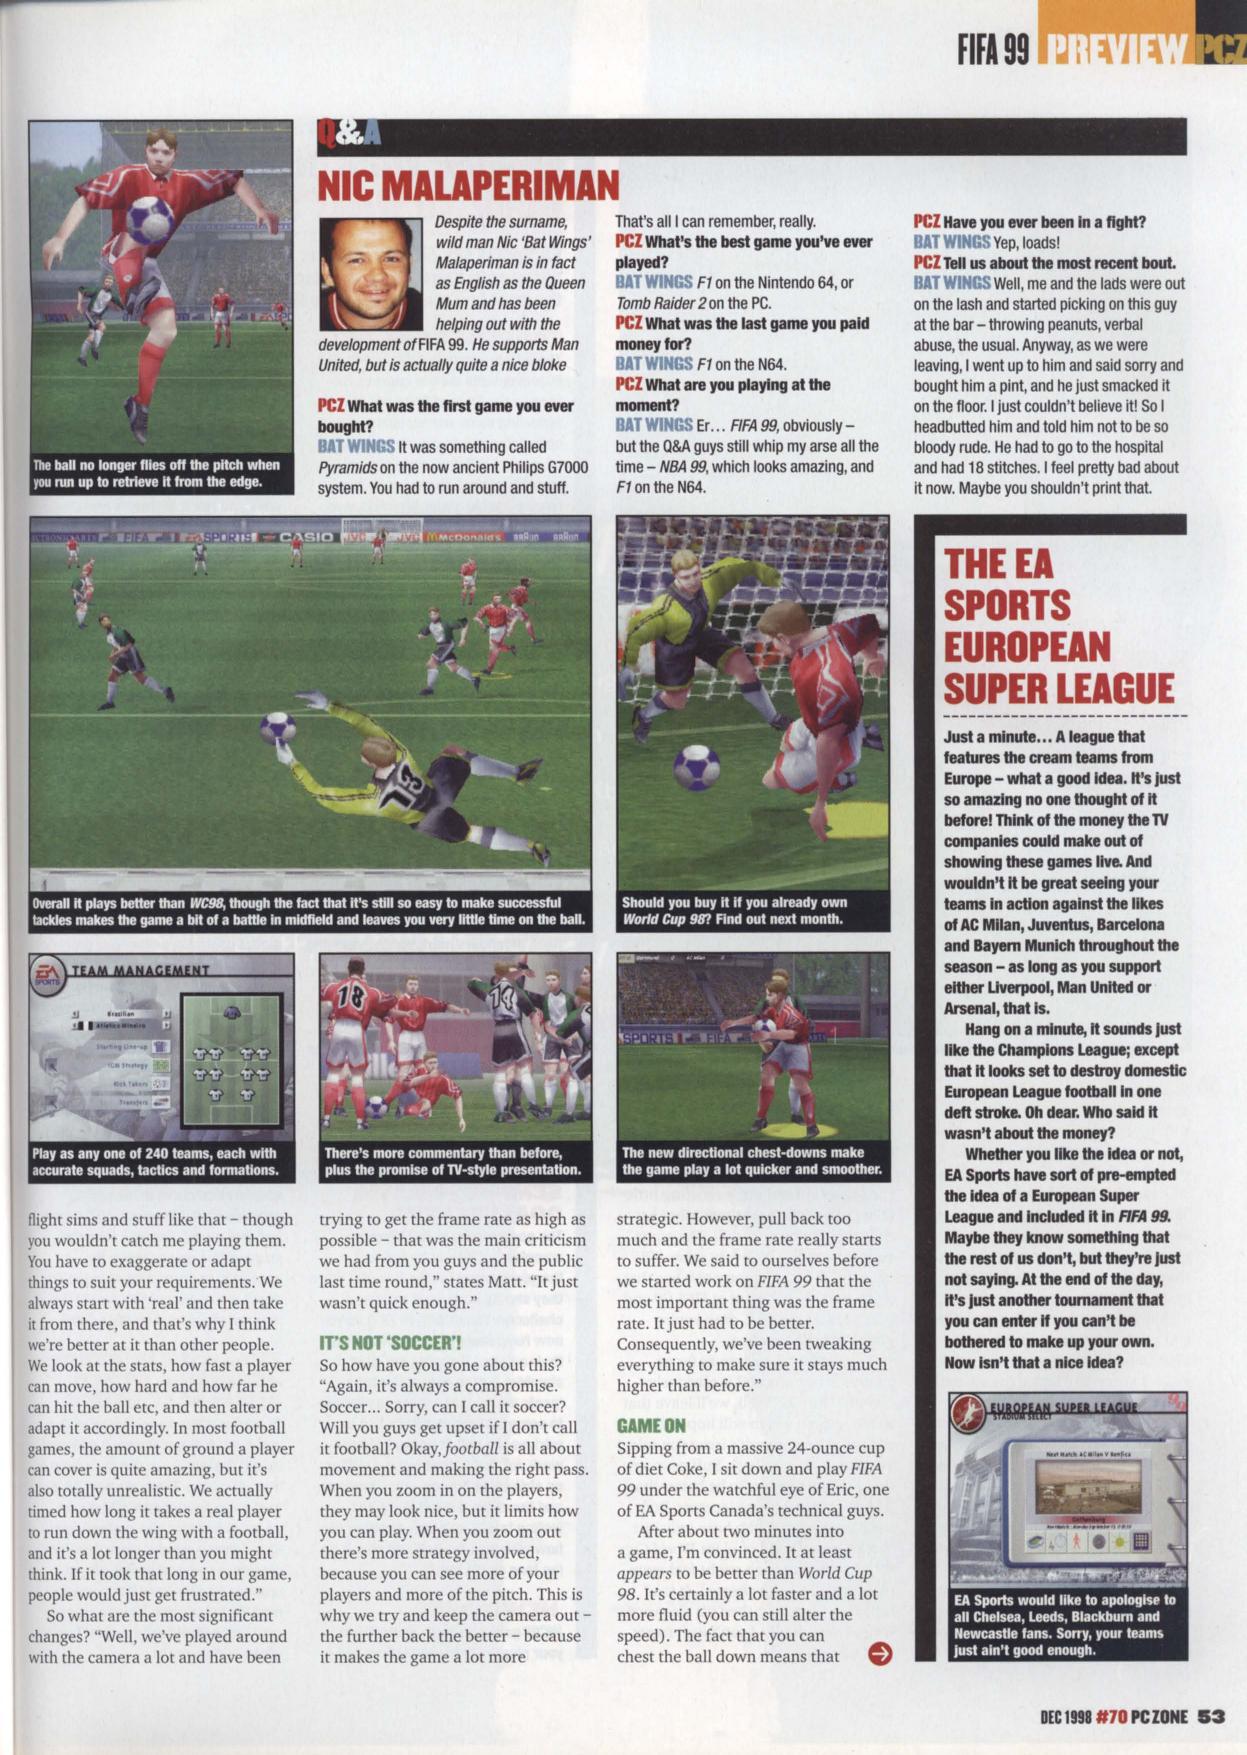 FIFA 99 PREVIEW PCZ
The ball no longer flies off the pitch when
you run up to retrieve it from the edge.
Q&A
NIC MALAPERIMAN
Despite the surname,
wild man Nic ‘Bat Wings’
Malaperiman is in fact
as English as the Queen
Mum and has been
helping out with the
development of FIFA 99. He supports Man
United, but is actually quite a nice bloke
PCZ What was the first game you ever
bought?
BAT WINGS It was something called
Pyramids on the now ancient Philips G7000
system. You had to run around and stuff.
That's all I can remember, really.
PCZ What's the best game you've ever
played?
BAT WINGS F1 on the Nintendo 64, or
Tomb Raider 2 on the PC.
PCZ What was the last game you paid
money for?
BAT WINGS F1 on the N64.
PCZ What are you playing at the
moment?
BAT WINGS Er... FIFA 99, obviously –
but the Q&A guys still whip my arse all the
time – NBA 99, which looks amazing, and
F1 on the N64.
PCZ Have you ever been in a fight?
BAT WINGS Yep, loads!
PCZ Tell us about the most recent bout.
BAT WINGS Well, me and the lads were out
on the lash and started picking on this guy
at the bar – throwing peanuts, verbal
abuse, the usual. Anyway, as we were
leaving, I went up to him and said sorry and
bought him a pint, and he just smacked it
on the floor. I just couldn't believe it! So I
headbutted him and told him not to be so
bloody rude. He had to go to the hospital
and had 18 stitches. I feel pretty bad about
it now. Maybe you shouldn't print that.
FIFA EA SPORTS CASIO JVC JVC McDonald's BRAUN BRAUN
13
Overall it plays better than WC98, though the fact that it's still so easy to make successful
tackles makes the game a bit of a battle in midfield and leaves you very little time on the ball.
Should you buy it if you already own
World Cup 98? Find out next month.
EA SPORTS
TEAM MANAGEMENT
Brazilian
Atletico Mineiro
Starting Line-up
TGM Strategy
Kick Takers
Transfers
Play as any one of 240 teams, each with
accurate squads, tactics and formations.
18
14
There's more commentary than before,
plus the promise of TV-style presentation.
Dortmund 0 AC Milan
SPORTS FIFA
The new directional chest-downs make
the game play a lot quicker and smoother.
flight sims and stuff like that – though
you wouldn't catch me playing them.
You have to exaggerate or adapt
things to suit your requirements. We
always start with ‘real’ and then take
it from there, and that's why I think
we're better at it than other people.
We look at the stats, how fast a player
can move, how hard and how far he
can hit the ball etc, and then alter or
adapt it accordingly. In most football
games, the amount of ground a player
can cover is quite amazing, but it's
also totally unrealistic. We actually
timed how long it takes a real player
to run down the wing with a football,
and it's a lot longer than you might
think. If it took that long in our game,
people would just get frustrated.”
So what are the most significant
changes? “Well, we've played around
with the camera a lot and have been
trying to get the frame rate as high as
possible – that was the main criticism
we had from you guys and the public
last time round,” states Matt. “It just
wasn't quick enough.”
IT'S NOT ‘SOCCER’!
So how have you gone about this?
“Again, it's always a compromise.
Soccer... Sorry, can I call it soccer?
Will you guys get upset if I don't call
it football? Okay, football is all about
movement and making the right pass.
When you zoom in on the players,
they may look nice, but it limits how
you can play. When you zoom out
there's more strategy involved,
because you can see more of your
players and more of the pitch. This is
why we try and keep the camera out –
the further back the better – because
it makes the game a lot more
strategic. However, pull back too
much and the frame rate really starts
to suffer. We said to ourselves before
we started work on FIFA 99 that the
most important thing was the frame
rate. It just had to be better.
Consequently, we've been tweaking
everything to make sure it stays much
higher than before.”
GAME ON
Sipping from a massive 24-ounce cup
of diet Coke, I sit down and play FIFA
99 under the watchful eye of Eric, one
of EA Sports Canada's technical guys.
After about two minutes into
a game, I'm convinced. It at least
appears to be better than World Cup
98. It's certainly a lot faster and a lot
more fluid (you can still alter the
speed). The fact that you can
chest the ball down means that
THE EA
SPORTS
EUROPEAN
SUPER LEAGUE
Just a minute... A league that
features the cream teams from
Europe – what a good idea. It's just
so amazing no one thought of it
before! Think of the money the TV
companies could make out of
showing these games live. And
wouldn't it be great seeing your
teams in action against the likes
of AC Milan, Juventus, Barcelona
and Bayern Munich throughout the
season – as long as you support
either Liverpool, Man United or
Arsenal, that is.
Hang on a minute, it sounds just
like the Champions League; except
that it looks set to destroy domestic
European League football in one
deft stroke. Oh dear. Who said it
wasn't about the money?
Whether you like the idea or not,
EA Sports have sort of pre-empted
the idea of a European Super
League and included it in FIFA 99.
Maybe they know something that
the rest of us don't, but they're just
not saying. At the end of the day,
it's just another tournament that
you can enter if you can't be
bothered to make up your own.
Now isn't that a nice idea?
EUROPEAN SUPER LEAGUE
STADIUM SELECT
99
Next Match: AC Milan V Benfica
Gothenburg
EA Sports would like to apologise to
all Chelsea, Leeds, Blackburn and
Newcastle fans. Sorry, your teams
just ain't good enough.
DEC 1998 #70 PC ZONE 53